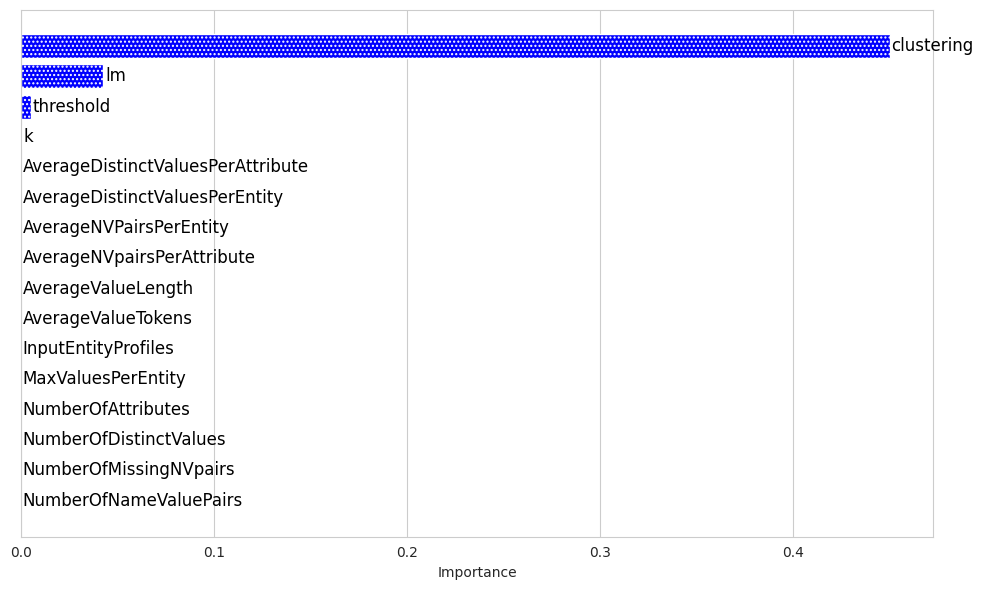 clustering
lm
threshold
k
AverageDistinctValuesPerAttribute
AverageDistinctValuesPerEntity
AverageNVPairsPerEntity
AverageNVpairsPerAttribute
AverageValueLength
AverageValueTokens
InputEntityProfiles
MaxValuesPerEntity
NumberOfAttributes
NumberOfDistinctValues
NumberOfMissingNVpairs
NumberOfNameValuePairs
0.0 0.1 0.2 0.3 0.4
Importance